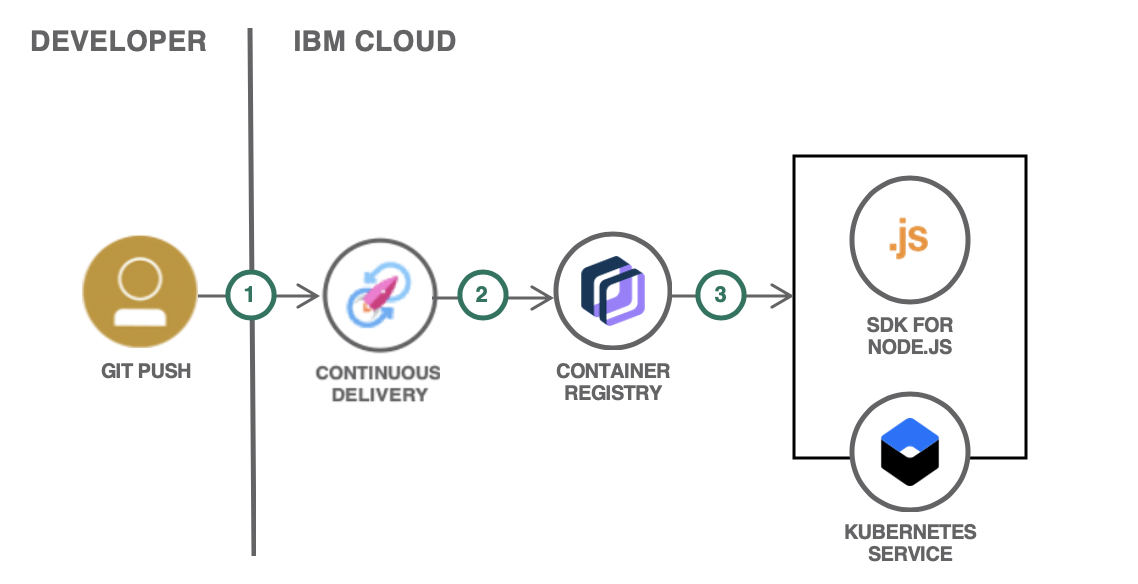 DEVELOPER
IBM CLOUD
1
2
3
.js
GIT PUSH
CONTINUOUS
DELIVERY
CONTAINER
REGISTRY
SDK FOR
NODE.JS
KUBERNETES
SERVICE